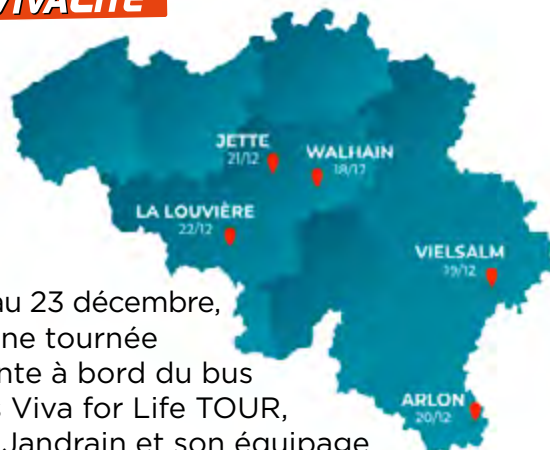 VIVACITÉ
JETTE
21/12
WALHAIN
18/12
LA LOUVIÈRE
22/12
VIELSALM
19/12
ARLON
20/12
au 23 décembre,
ne tournée
nte à bord du bus
Viva for Life TOUR,
Jandrain et son équipage